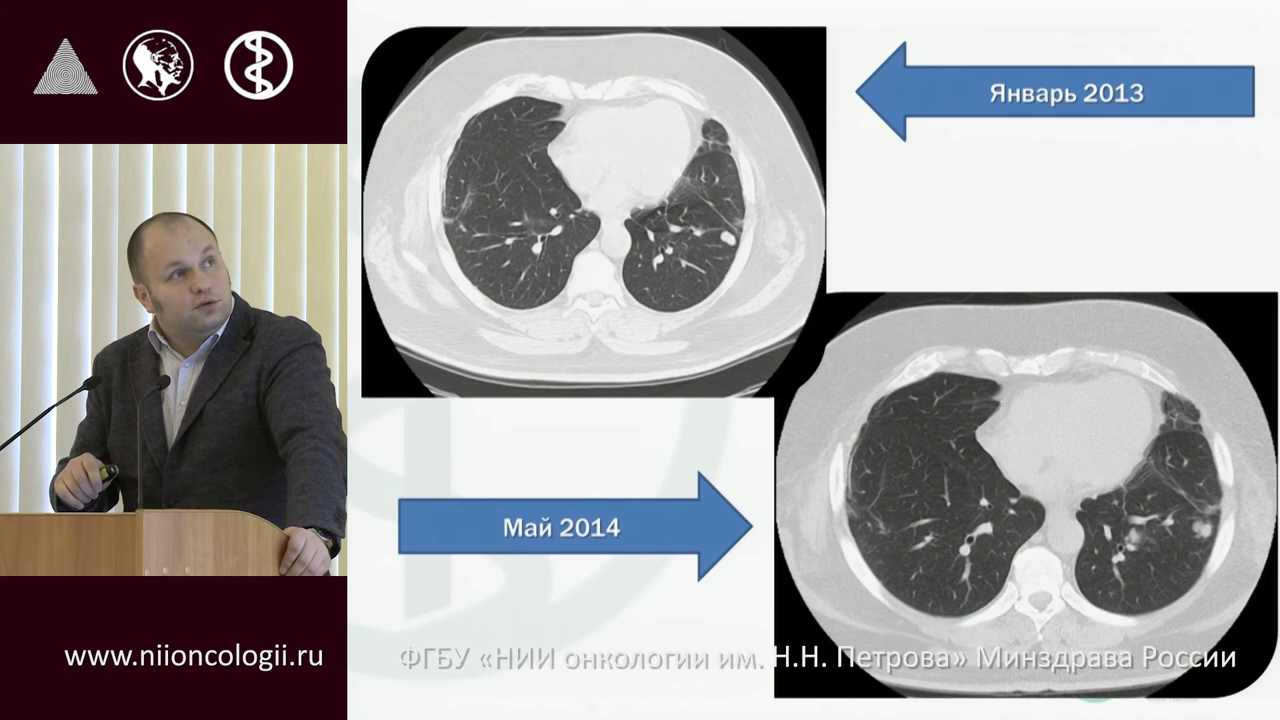 Январь 2013
Май 2014
www.niioncologii.ru
ФГБУ «НИИ онкологии им. Н.Н. Петрова» Минздрава России